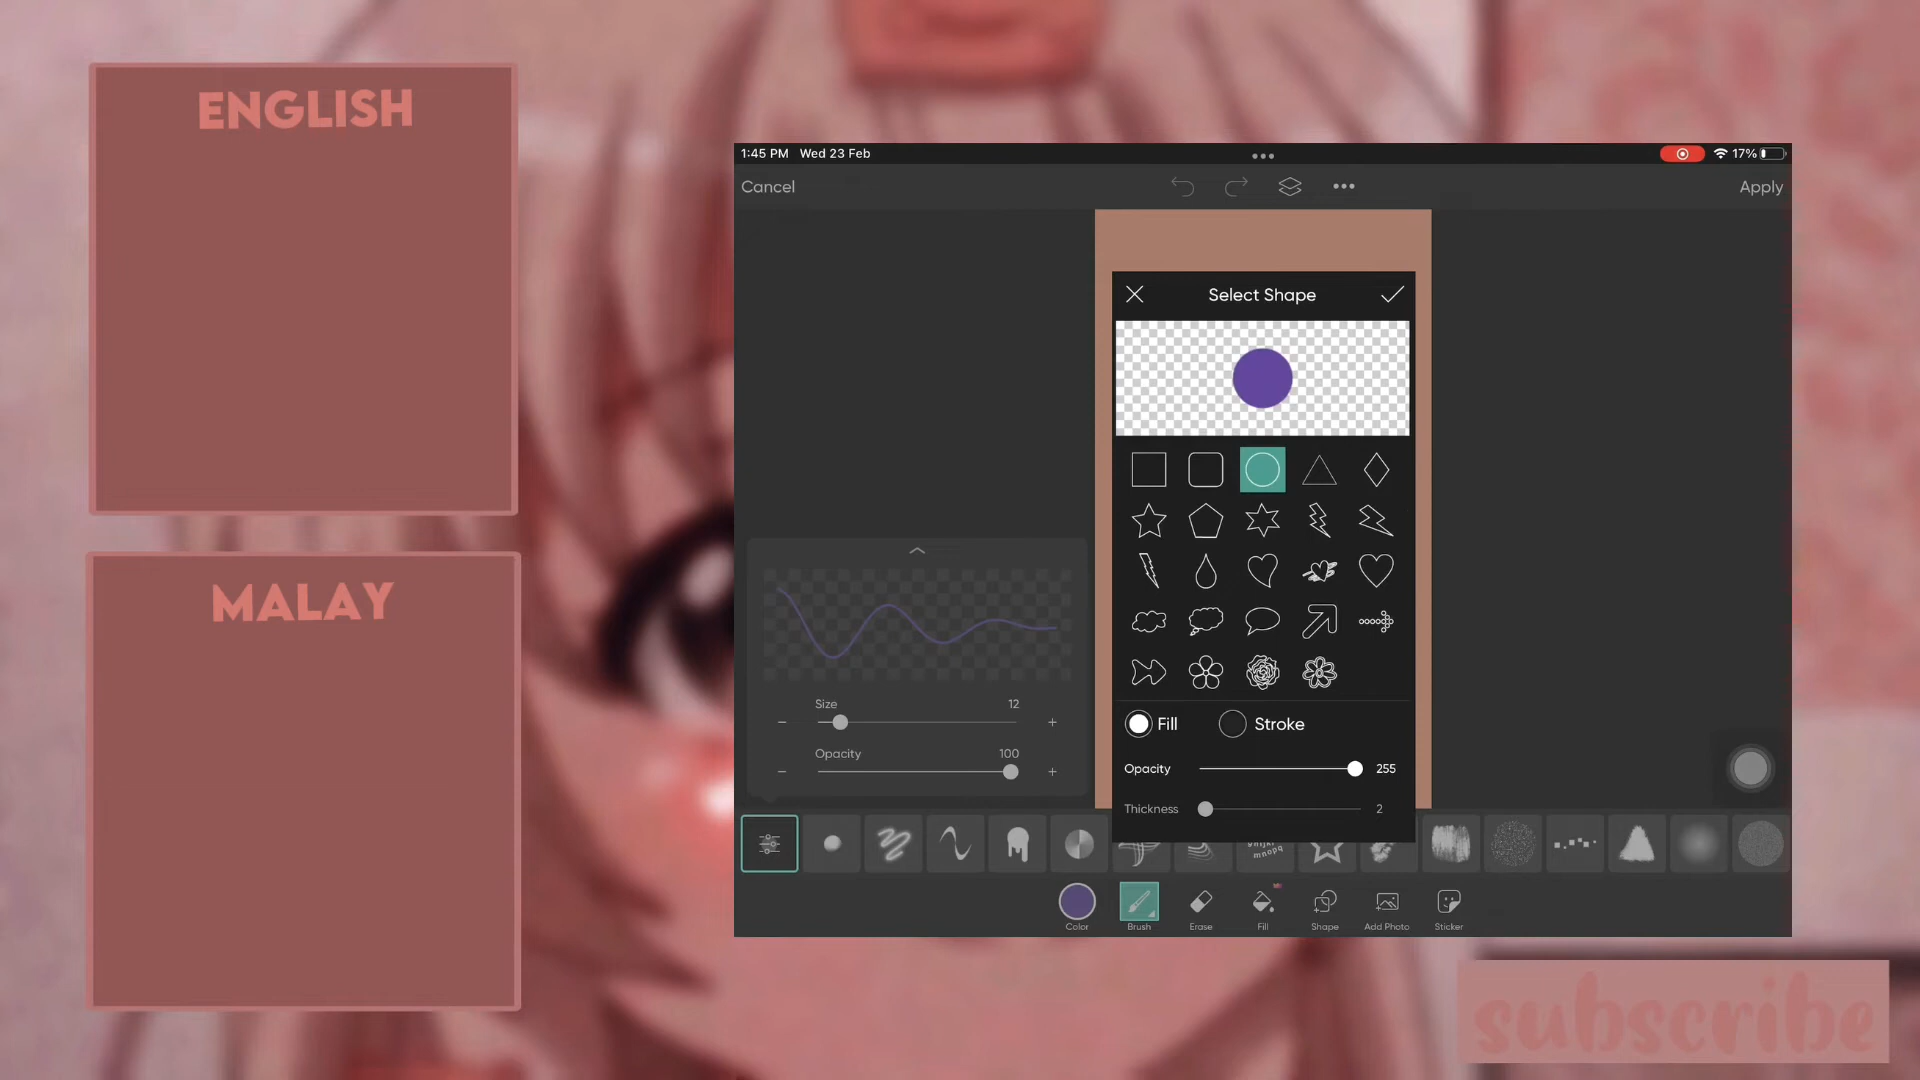 ENGLISH
MALAY
1:45 PM Wed 23 Feb
17%
Cancel
Apply
Select Shape
Size 12
Opacity 100
Fill Stroke
Opacity 255
Thickness 2
Color Brush Erase Fill Shape Add Photo Sticker
subscribe